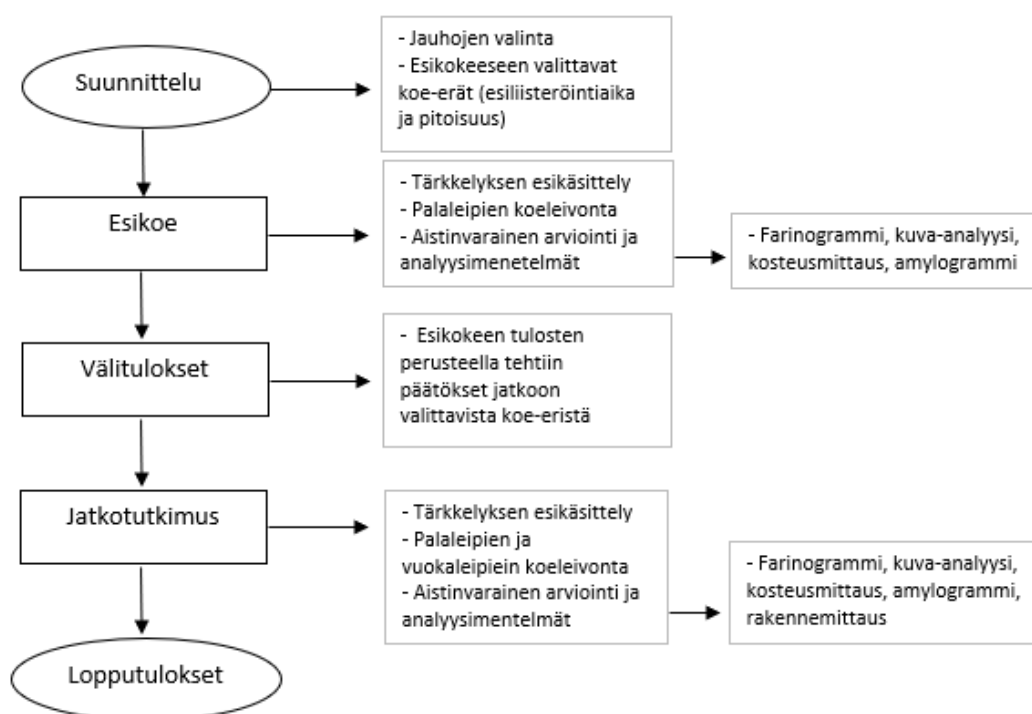 Suunnittelu
- Jauhojen valinta
- Esikokeeseen valittavat
koe-erät (esiliisteröintiaika
ja pitoisuus)
Esikoe
- Tärkkelyksen esikäsittely
- Palaleipien koeleivonta
- Aistinvarainen arviointi ja
analyysimenetelmät
- Farinogrammi, kuva-analyysi,
kosteusmittaus, amylogrammi
Välitulokset
- Esikokeen tulosten
perusteella tehtiin
päätökset jatkoon
valittavista koe-eristä
Jatkotutkimus
- Tärkkelyksen esikäsittely
- Palaleipien ja
vuokaleipiein koeleivonta
- Aistinvarainen arviointi ja
analyysimentelmät
- Farinogrammi, kuva-analyysi,
kosteusmittaus, amylogrammi,
rakennemittaus
Lopputulokset